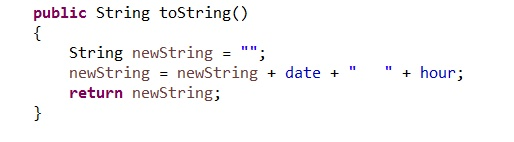 public String toString()
{
    String newString = "";
    newString = newString + date + "   " + hour;
    return newString;
}